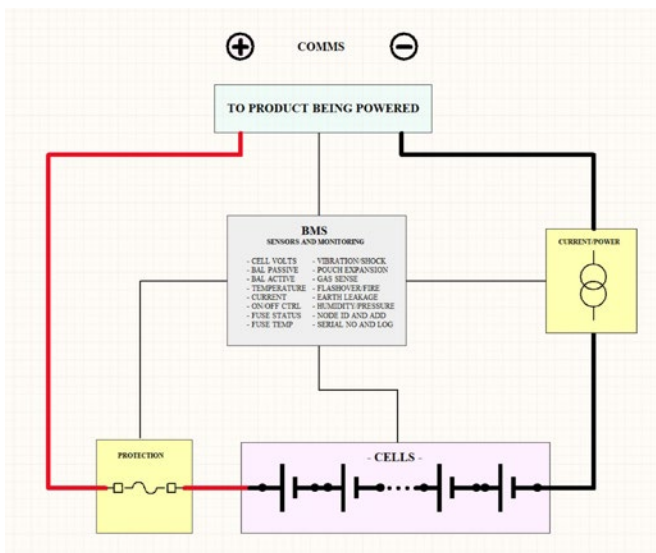 COMMS
TO PRODUCT BEING POWERED
BMS
SENSORS AND MONITORING
- CELL VOLTS
- BAL PASSIVE
- BAL ACTIVE
- TEMPERATURE
- CURRENT
- ON/OFF CTRL
- FUSE STATUS
- FUSE TEMP
- VIBRATION/SHOCK
- POUCH EXPANSION
- GAS SENSE
- FLASHOVER/FIRE
- EARTH LEAKAGE
- HUMIDITY/PRESSURE
- NODE ID AND ADD
- SERIAL NO AND LOG
CURRENT/POWER
PROTECTION
- CELLS -